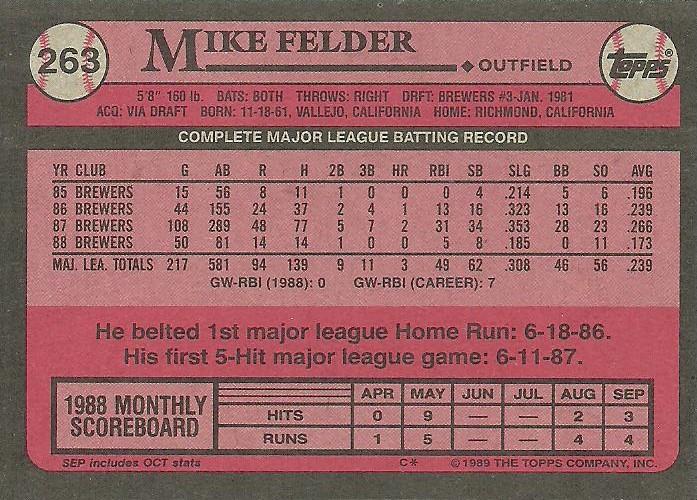 263
MIKE FELDER
◆ OUTFIELD
TOPPS®
5'8" 160 lb. BATS: BOTH THROWS: RIGHT DRFT: BREWERS #3-JAN. 1981
ACQ: VIA DRAFT BORN: 11-18-61, VALLEJO, CALIFORNIA HOME: RICHMOND, CALIFORNIA
COMPLETE MAJOR LEAGUE BATTING RECORD
YR CLUB G AB R H 2B 3B HR RBI SB SLG BB SO AVG
85 BREWERS 15 56 8 11 1 0 0 0 4 .214 5 6 .196
86 BREWERS 44 155 24 37 2 4 1 13 16 .323 13 16 .239
87 BREWERS 108 289 48 77 5 7 2 31 34 .353 28 23 .266
88 BREWERS 50 81 14 14 1 0 0 5 8 .185 0 11 .173
MAJ. LEA. TOTALS 217 581 94 139 9 11 3 49 62 .308 46 56 .239
GW-RBI (1988): 0 GW-RBI (CAREER): 7
He belted 1st major league Home Run: 6-18-86.
His first 5-Hit major league game: 6-11-87.
1988 MONTHLY SCOREBOARD
APR MAY JUN JUL AUG SEP
HITS 0 9 — — 2 3
RUNS 1 5 — — 4 4
SEP includes OCT stats
C* ©1989 THE TOPPS COMPANY, INC.